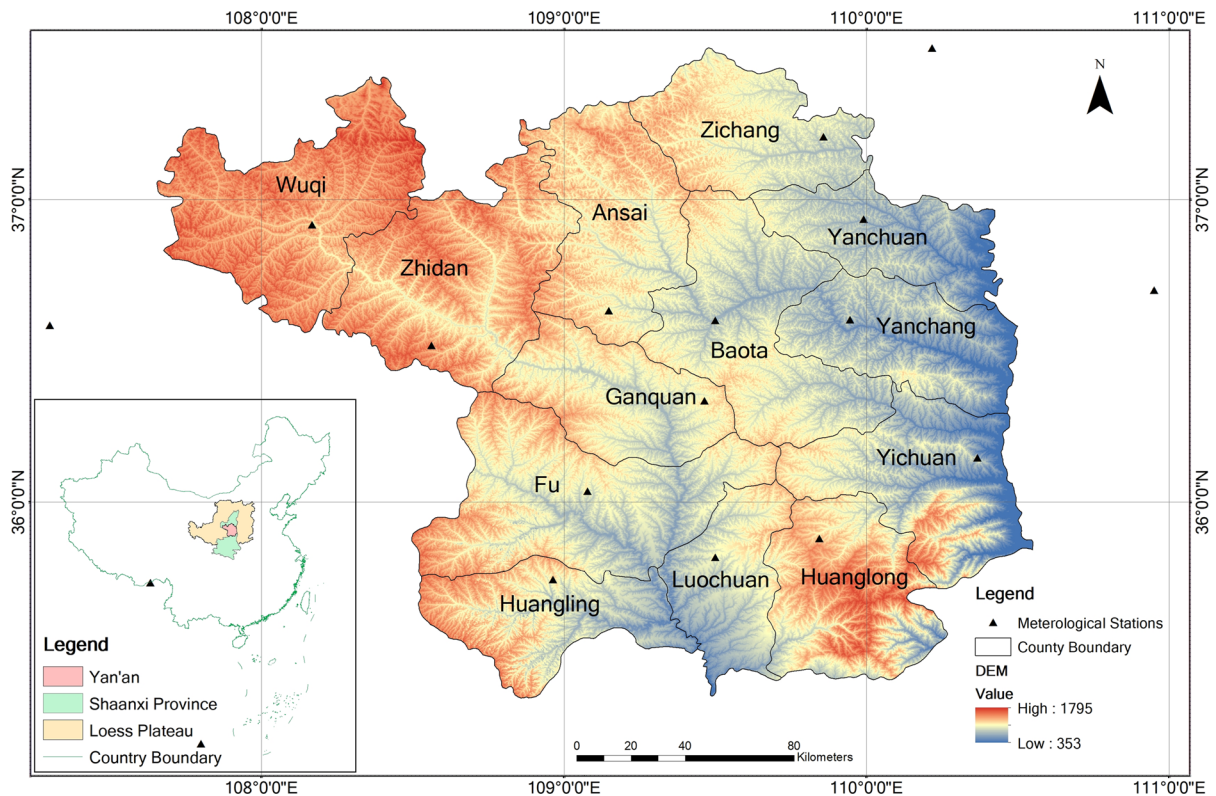 108°0'0"E 109°0'0"E 110°0'0"E 111°0'0"E
N
Zichang
37°0'0"N
Wuqi
Ansai
37°0'0"N
Yanchuan
Zhidan
Yanchang
Baota
Ganquan
Yichuan
Fu
36°0'0"N
36°0'0"N
Luochuan
Huanglong
Huangling
Legend
Meterological Stations
County Boundary
DEM
Value
High : 1795
Low : 353
Legend
Yan'an
Shaanxi Province
Loess Plateau
Country Boundary
0 20 40 80
Kilometers
108°0'0"E 109°0'0"E 110°0'0"E 111°0'0"E